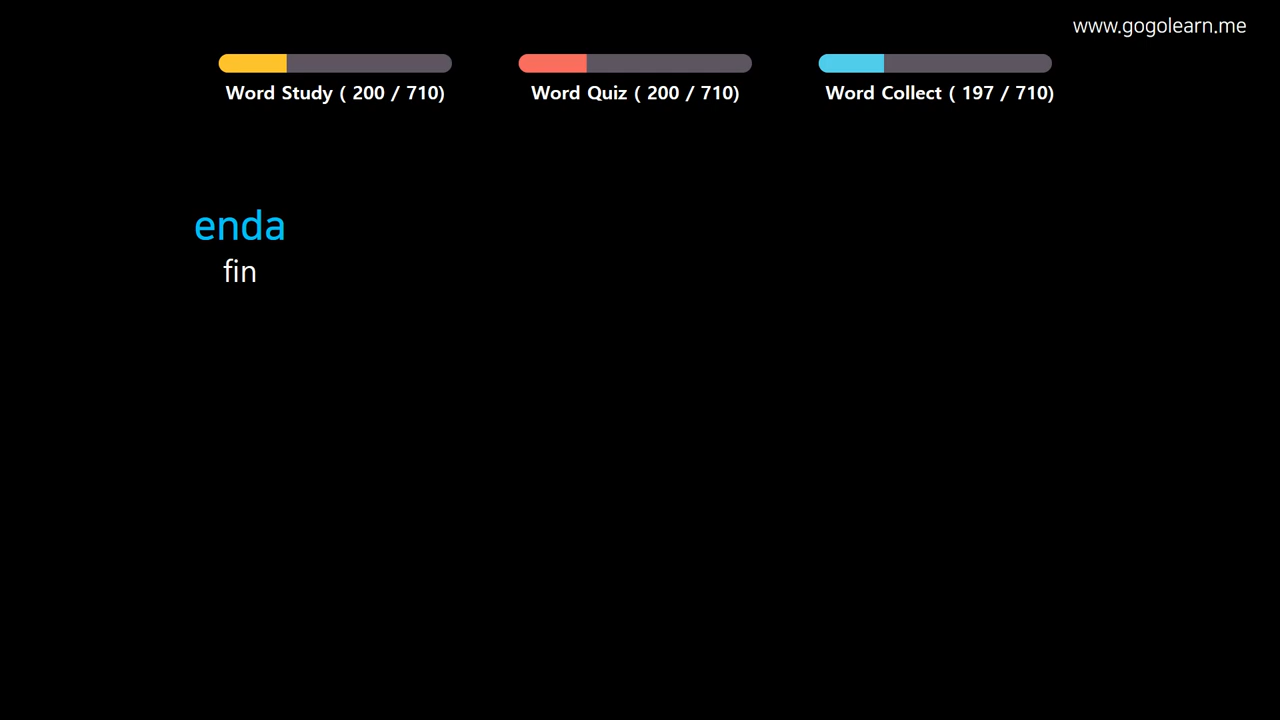 www.gogolearn.me
Word Study ( 200 / 710)
Word Quiz ( 200 / 710)
Word Collect ( 197 / 710)
enda
fin